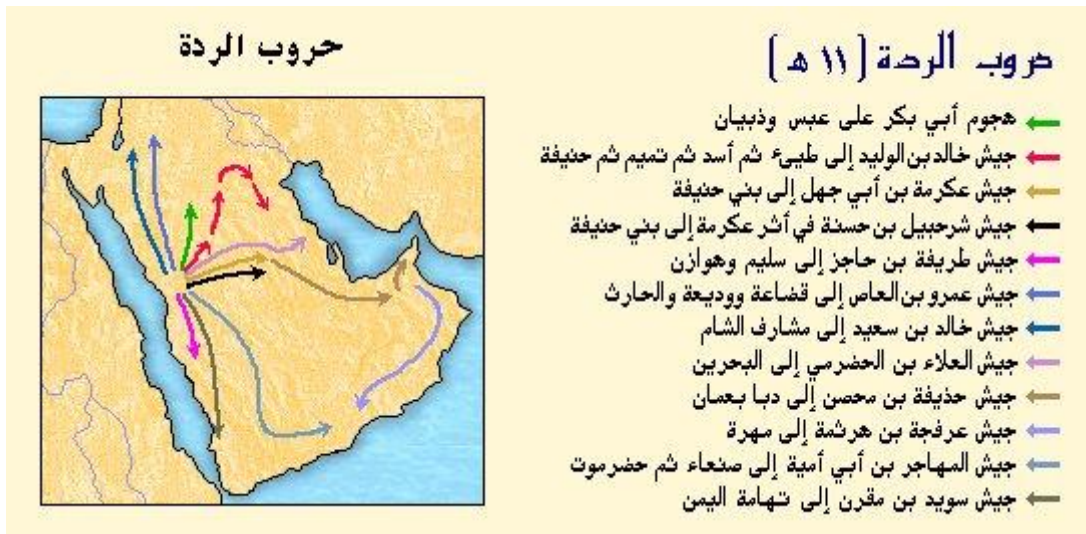 حروب الردة
حروب الردة ( ١١ ه )
هجوم أبي بكر على عبس وذبيان
جيش خالد بن الوليد إلى طييء ثم أسد ثم تميم ثم حنيفة
جيش عكرمة بن أبي جهل إلى بني حنيفة
جيش شرحبيل بن حسنة في أثر عكرمة إلى بني حنيفة
جيش طريفة بن حاجز إلى سليم وهوازن
جيش عمرو بن العاص إلى قضاعة ووديعة والحارث
جيش خالد بن سعيد إلى مشارف الشام
جيش العلاء بن الحضرمي إلى البحرين
جيش حذيفة بن محصن إلى دبا بعمان
جيش عرفجة بن هرثمة إلى مهرة
جيش المهاجر بن أبي أمية إلى صنعاء ثم حضرموت
جيش سويد بن مقرن إلى تهامة اليمن